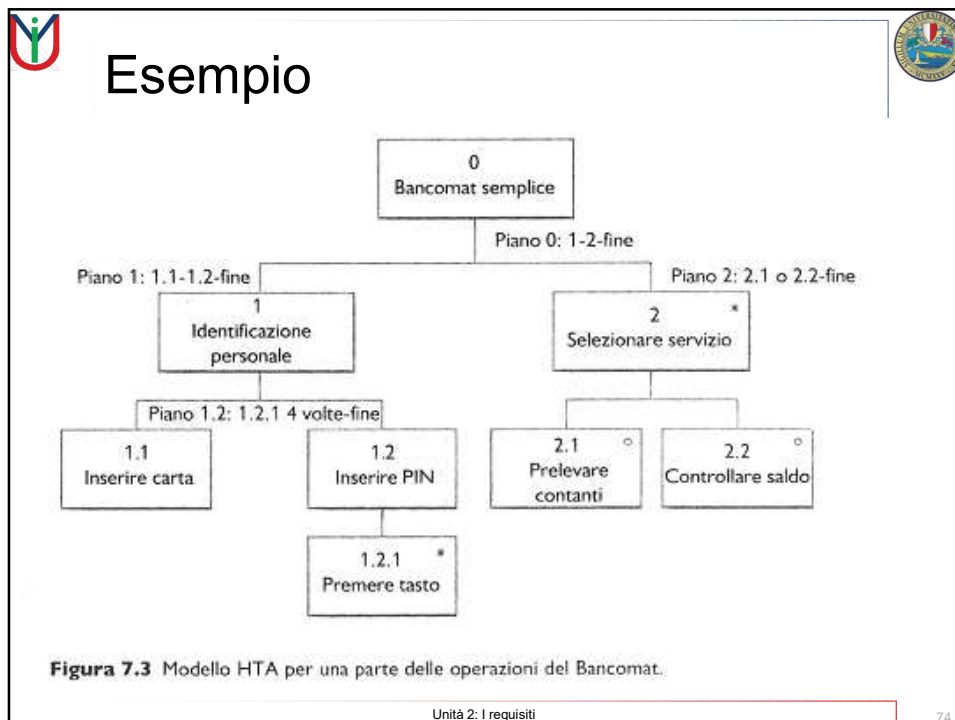 Esempio
0
Bancomat semplice
Piano 0: 1-2-fine
Piano 1: 1.1-1.2-fine
Piano 2: 2.1 o 2.2-fine
1
Identificazione
personale
2 *
Selezionare servizio
Piano 1.2: 1.2.1 4 volte-fine
1.1
Inserire carta
1.2
Inserire PIN
2.1 o
Prelevare
contanti
2.2 o
Controllare saldo
1.2.1 *
Premere tasto
Figura 7.3 Modello HTA per una parte delle operazioni del Bancomat.
Unità 2: I requisiti
74